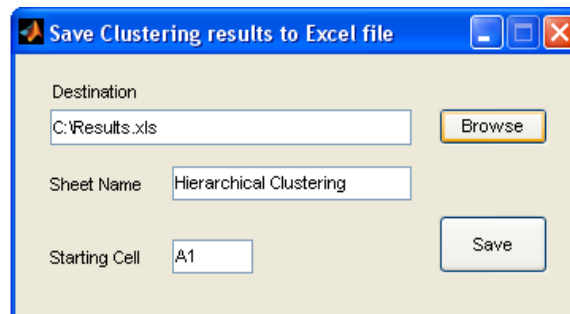 Save Clustering results to Excel file
Destination
C:\Results.xls
Browse
Sheet Name
Hierarchical Clustering
Starting Cell
A1
Save